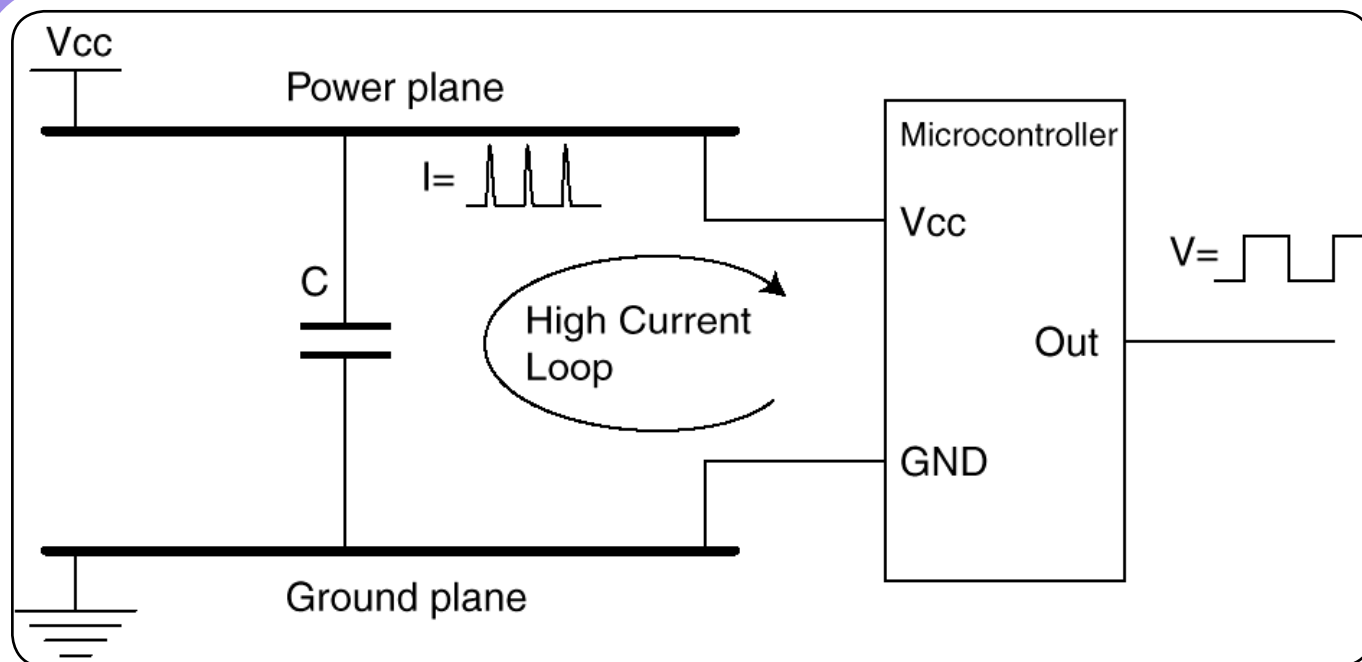 Vcc
Power plane
I=
Microcontroller
Vcc
V=
C
High Current
Loop
Out
GND
Ground plane